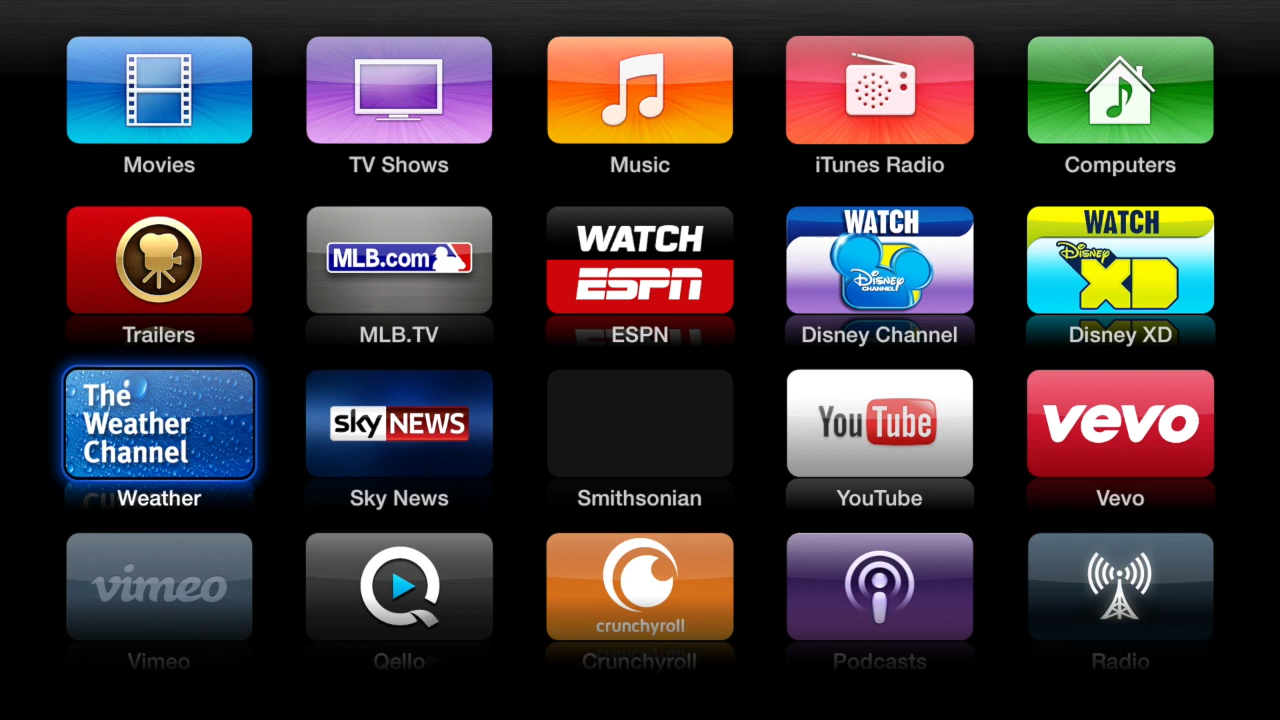 Movies
TV Shows
Music
iTunes Radio
Computers
MLB.com
WATCH
ESPN
WATCH
Disney
CHANNEL
WATCH
Disney
XD
Trailers
MLB.TV
ESPN
Disney Channel
Disney XD
The
Weather
Channel
sky NEWS
You Tube
vevo
Weather
Sky News
Smithsonian
YouTube
Vevo
vimeo
crunchyroll
Vimeo
Qello
Crunchyroll
Podcasts
Radio